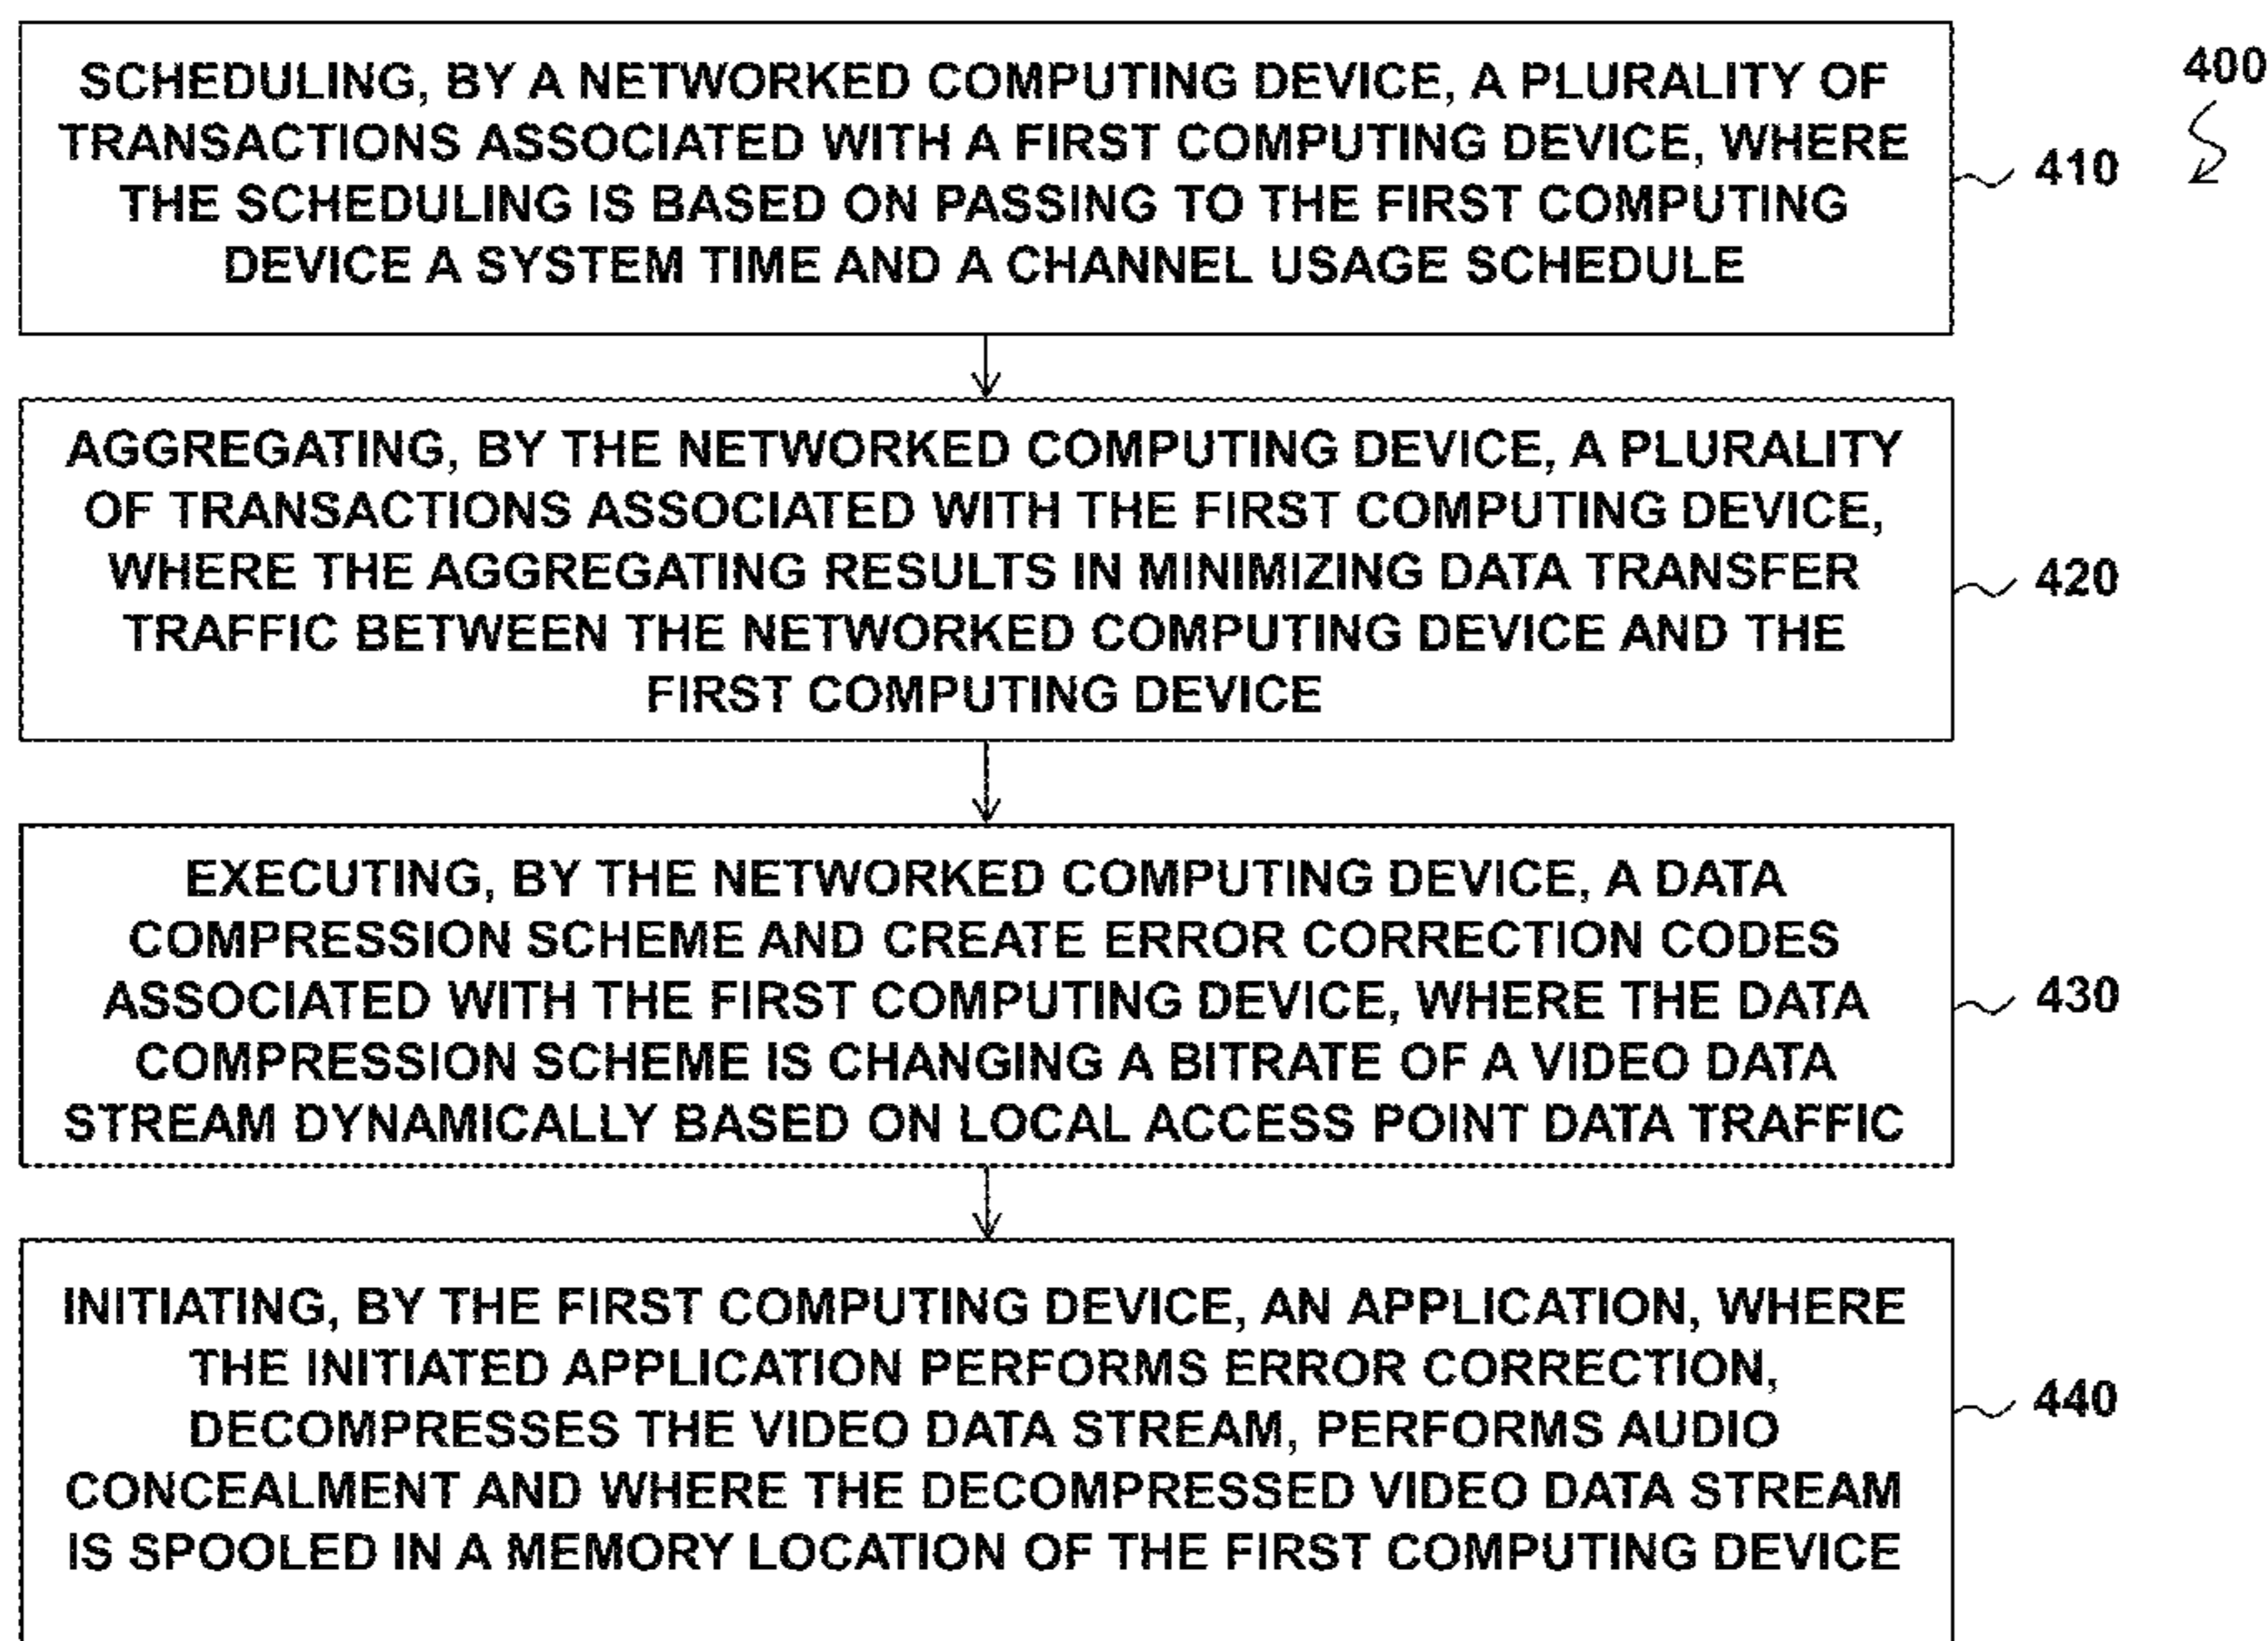 SCHEDULING, BY A NETWORKED COMPUTING DEVICE, A PLURALITY OF
TRANSACTIONS ASSOCIATED WITH A FIRST COMPUTING DEVICE, WHERE
THE SCHEDULING IS BASED ON PASSING TO THE FIRST COMPUTING
DEVICE A SYSTEM TIME AND A CHANNEL USAGE SCHEDULE
410
400
AGGREGATING, BY THE NETWORKED COMPUTING DEVICE, A PLURALITY
OF TRANSACTIONS ASSOCIATED WITH THE FIRST COMPUTING DEVICE,
WHERE THE AGGREGATING RESULTS IN MINIMIZING DATA TRANSFER
TRAFFIC BETWEEN THE NETWORKED COMPUTING DEVICE AND THE
FIRST COMPUTING DEVICE
420
EXECUTING, BY THE NETWORKED COMPUTING DEVICE, A DATA
COMPRESSION SCHEME AND CREATE ERROR CORRECTION CODES
ASSOCIATED WITH THE FIRST COMPUTING DEVICE, WHERE THE DATA
COMPRESSION SCHEME IS CHANGING A BITRATE OF A VIDEO DATA
STREAM DYNAMICALLY BASED ON LOCAL ACCESS POINT DATA TRAFFIC
430
INITIATING, BY THE FIRST COMPUTING DEVICE, AN APPLICATION, WHERE
THE INITIATED APPLICATION PERFORMS ERROR CORRECTION,
DECOMPRESSES THE VIDEO DATA STREAM, PERFORMS AUDIO
CONCEALMENT AND WHERE THE DECOMPRESSED VIDEO DATA STREAM
IS SPOOLED IN A MEMORY LOCATION OF THE FIRST COMPUTING DEVICE
440